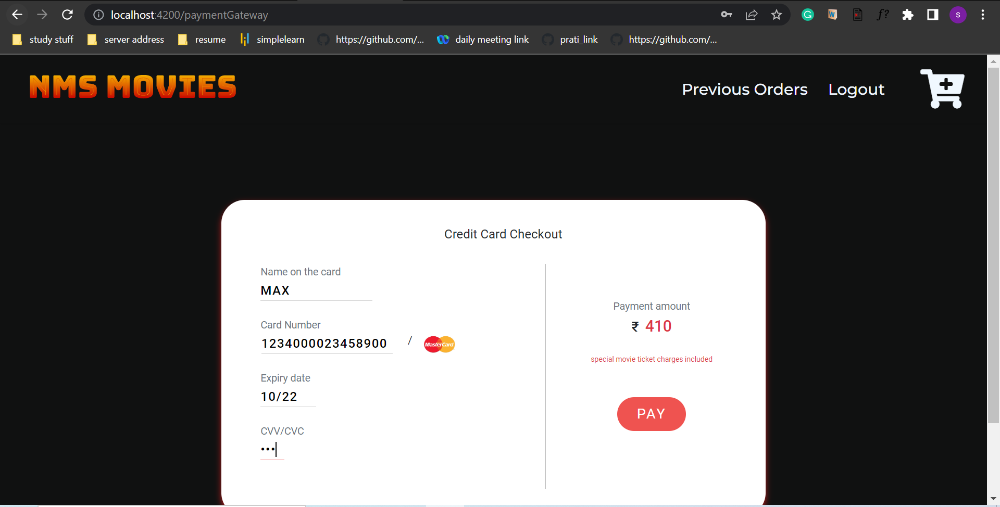 localhost:4200/paymentGateway
study stuff
server address
resume
simplelearn
https://github.com/...
daily meeting link
prati_link
https://github.com/...
NMS MOVIES
Previous Orders
Logout
Credit Card Checkout
Name on the card
MAX
Card Number
1234000023458900
/
MasterCard
Expiry date
10/22
CVV/CVC
•••
Payment amount
₹ 410
special movie ticket charges included
PAY